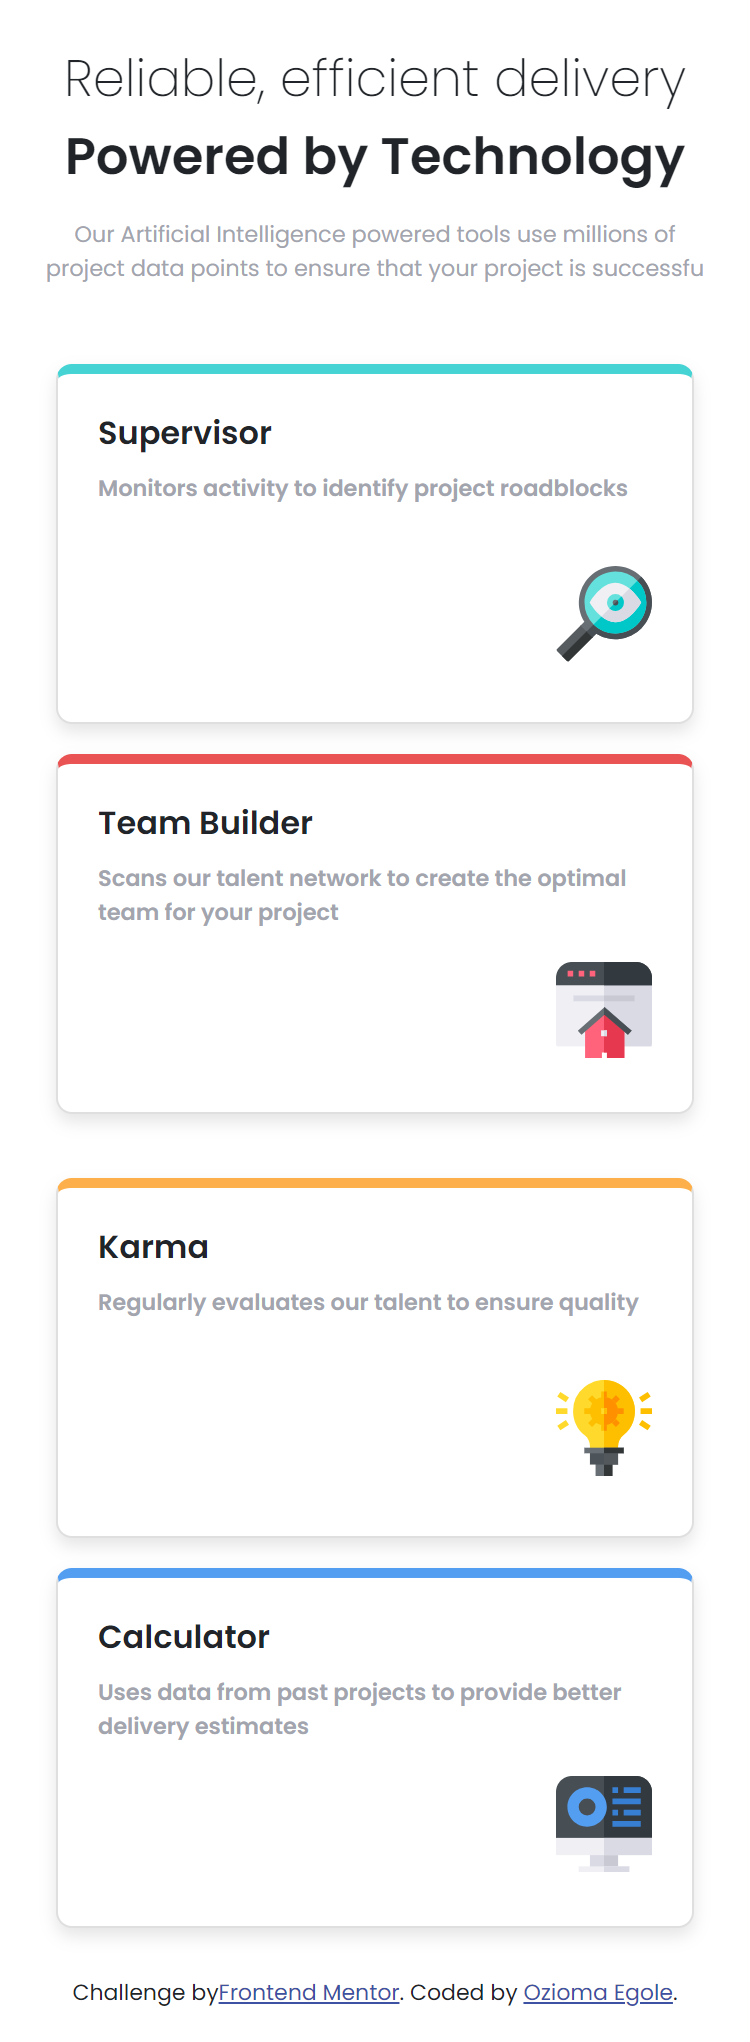 Reliable, efficient delivery
Powered by Technology
Our Artificial Intelligence powered tools use millions of
project data points to ensure that your project is successfu
Supervisor
Monitors activity to identify project roadblocks
Team Builder
Scans our talent network to create the optimal
team for your project
Karma
Regularly evaluates our talent to ensure quality
Calculator
Uses data from past projects to provide better
delivery estimates
Challenge byFrontend Mentor. Coded by Ozioma Egole.